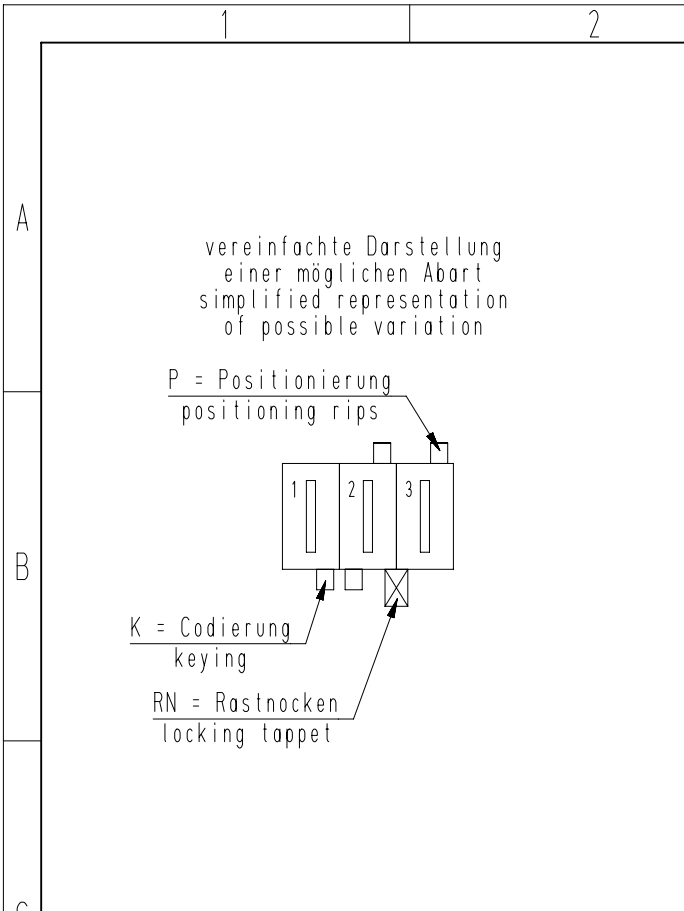 1
2
A
vereinfachte Darstellung
einer möglichen Abart
simplified representation
of possible variation
P = Positionierung
positioning rips
1
2
3
B
K = Codierung
keying
RN = Rastnocken
locking tappet